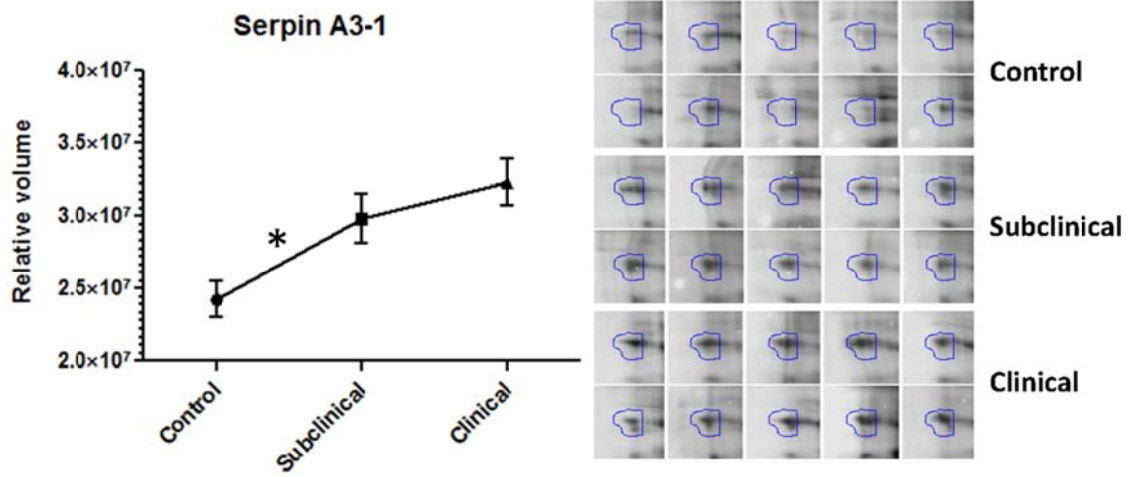 Serpin A3-1
Relative volume
4.0×10⁷
3.5×10⁷
3.0×10⁷
2.5×10⁷
2.0×10⁷
*
Control
Subclinical
Clinical
Control
Subclinical
Clinical